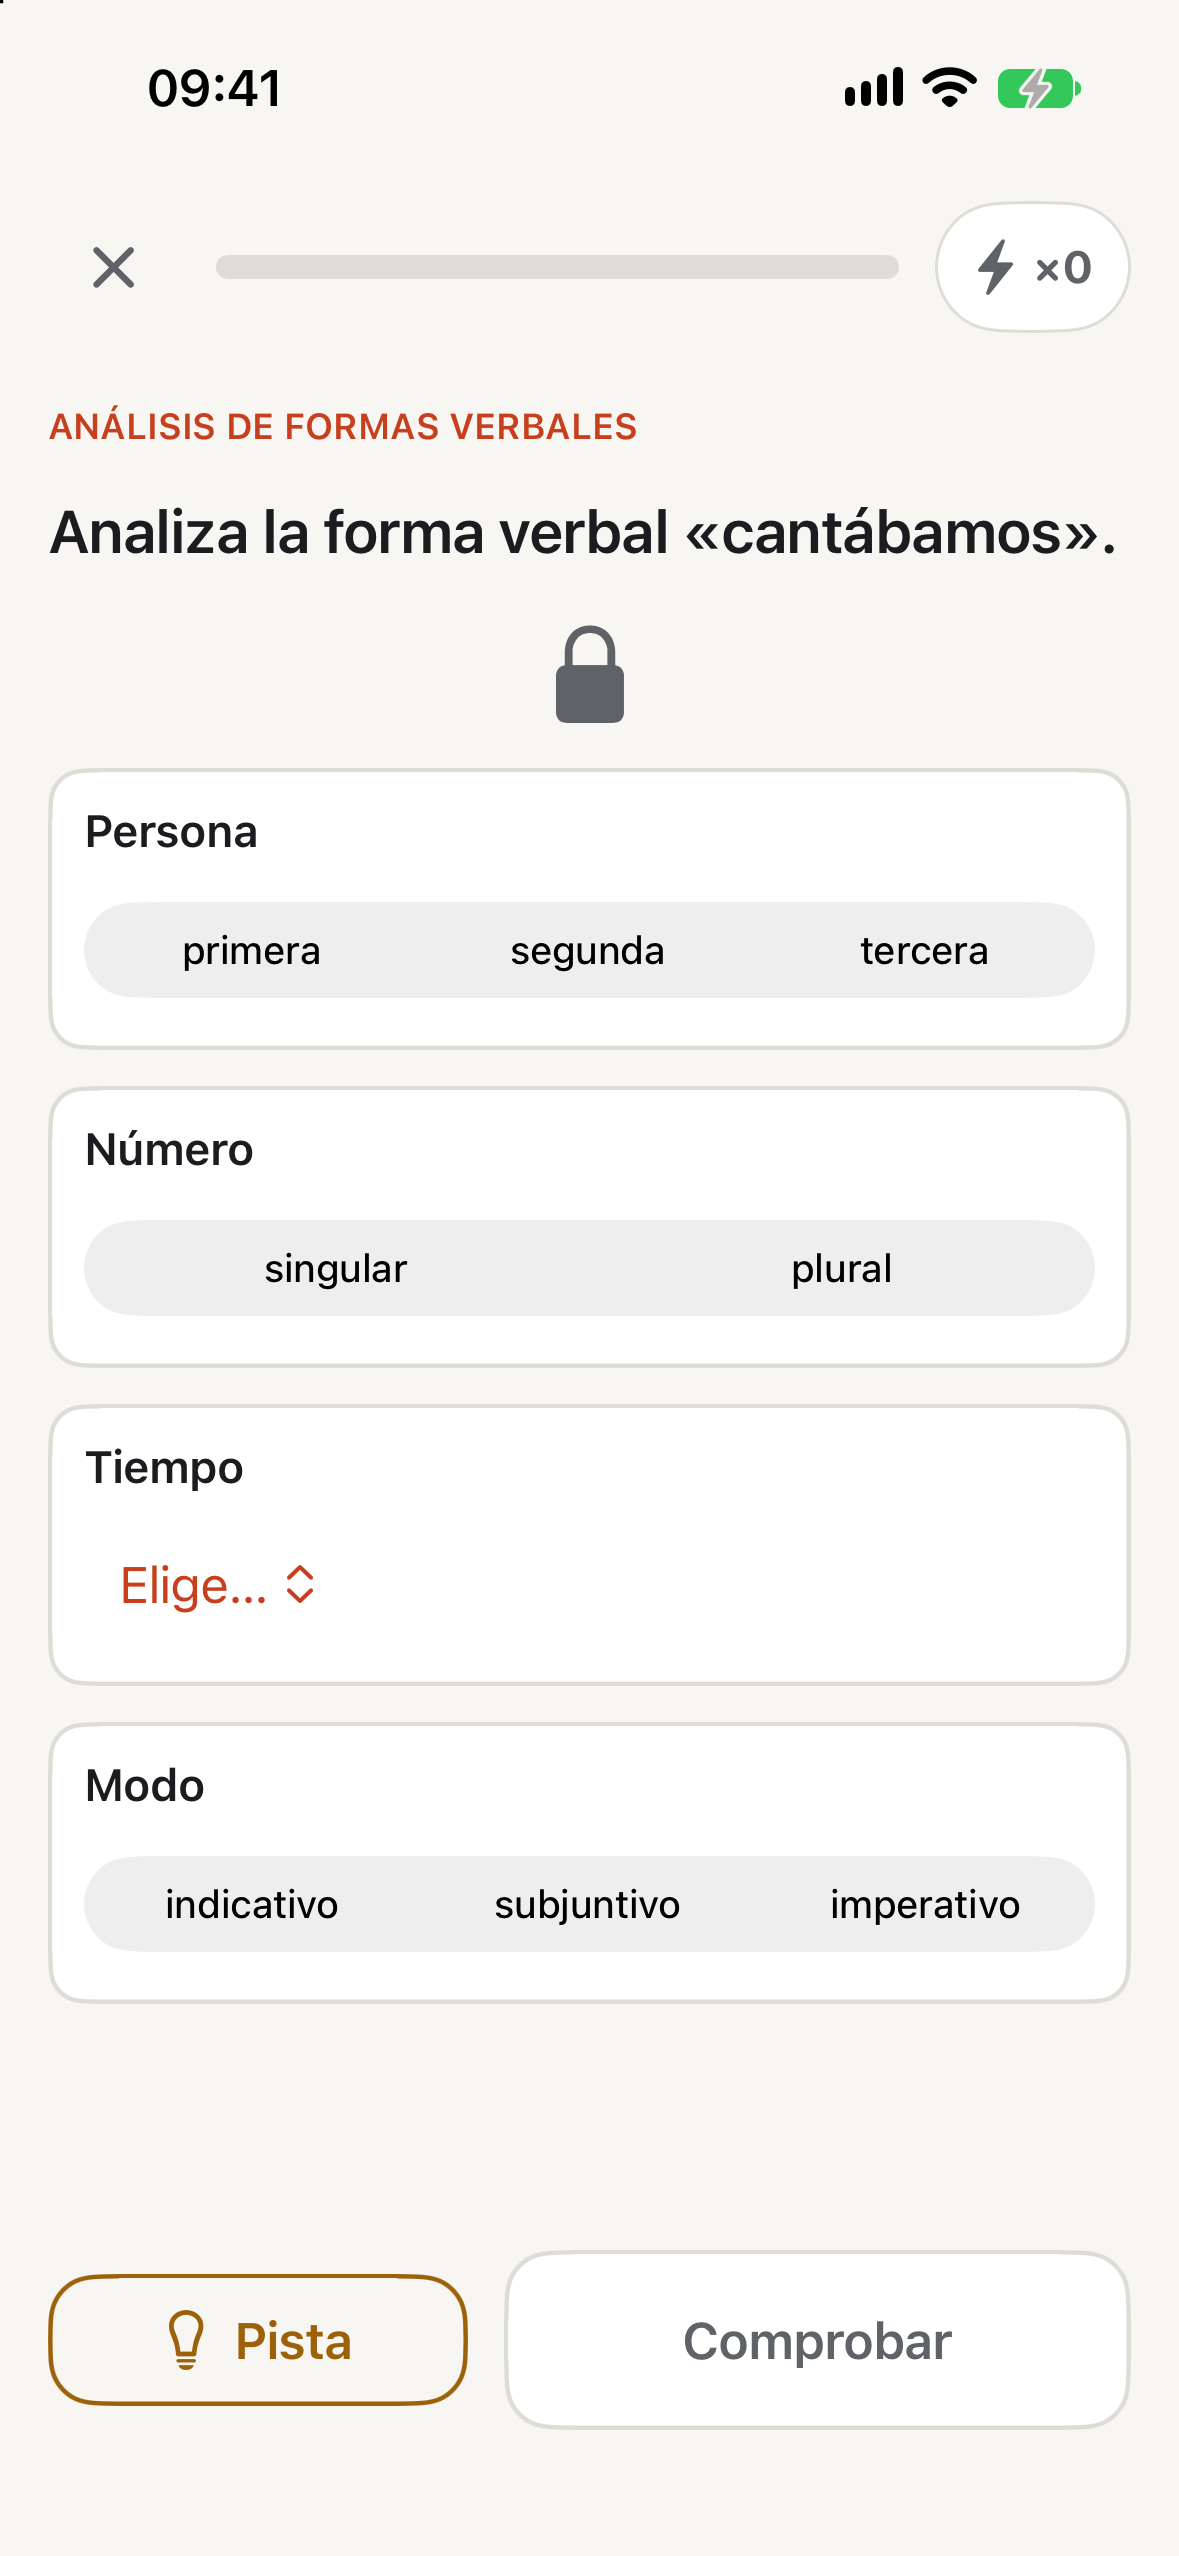 09:41
×0
ANÁLISIS DE FORMAS VERBALES
Analiza la forma verbal «cantábamos».
Persona
primera segunda tercera
Número
singular plural
Tiempo
Elige...
Modo
indicativo subjuntivo imperativo
Pista Comprobar